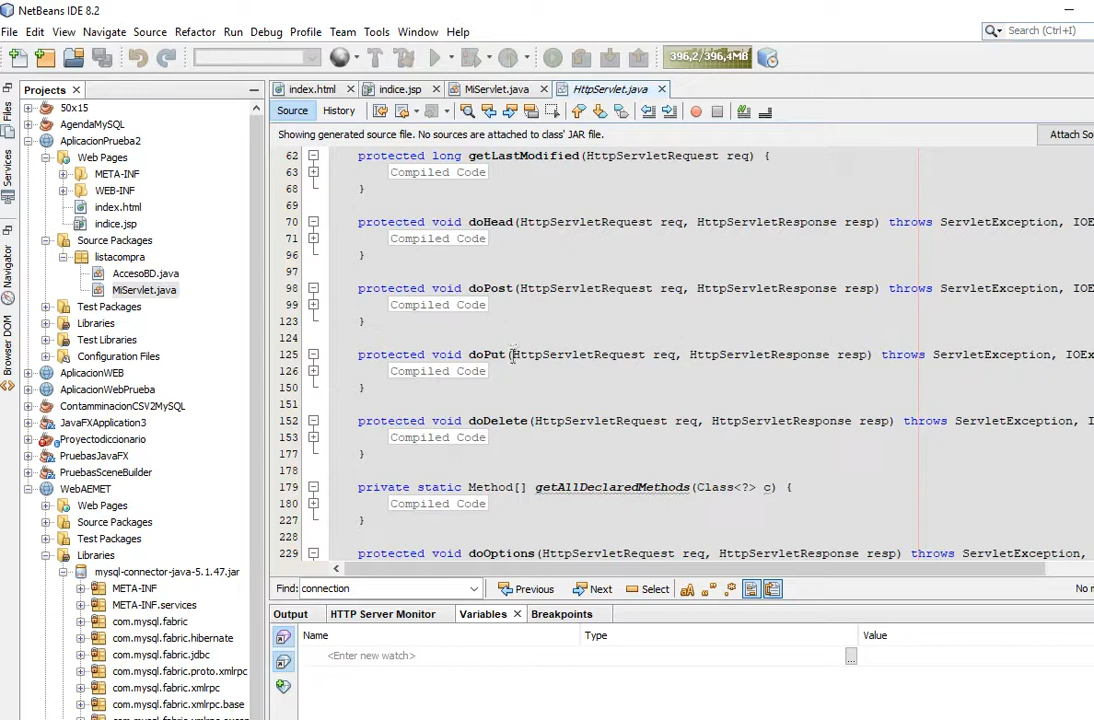 NetBeans IDE 8.2
File Edit View Navigate Source Refactor Run Debug Profile Team Tools Window Help
Search (Ctrl+I)
396,2/396,4MB
Files
Services
Navigator
Browser DOM
Projects
50x15
AgendaMySQL
AplicacionPrueba2
Web Pages
META-INF
WEB-INF
index.html
indice.jsp
Source Packages
listacompra
AccesoBD.java
MiServlet.java
Test Packages
Libraries
Test Libraries
Configuration Files
AplicacionWEB
AplicacionWebPrueba
ContamminacionCSV2MySQL
JavaFXApplication3
Proyectodiccionario
PruebasJavaFX
PruebasSceneBuilder
WebAEMET
Web Pages
Source Packages
Test Packages
Libraries
mysql-connector-java-5.1.47.jar
META-INF
META-INF.services
com.mysql.fabric
com.mysql.fabric.hibernate
com.mysql.fabric.jdbc
com.mysql.fabric.proto.xmlrpc
com.mysql.fabric.xmlrpc
com.mysql.fabric.xmlrpc.base
index.html indice.jsp MiServlet.java HttpServlet.java
Source History
Showing generated source file. No sources are attached to class' JAR file. Attach So
62 protected long getLastModified(HttpServletRequest req) {
63 Compiled Code
68 }
69
70 protected void doHead(HttpServletRequest req, HttpServletResponse resp) throws ServletException, IOE
71 Compiled Code
96 }
97
98 protected void doPost(HttpServletRequest req, HttpServletResponse resp) throws ServletException, IOE
99 Compiled Code
123 }
124
125 protected void doPut(HttpServletRequest req, HttpServletResponse resp) throws ServletException, IOEx
126 Compiled Code
150 }
151
152 protected void doDelete(HttpServletRequest req, HttpServletResponse resp) throws ServletException, I
153 Compiled Code
177 }
178
179 private static Method[] getAllDeclaredMethods(Class<?> c) {
180 Compiled Code
227 }
228
229 protected void doOptions(HttpServletRequest req, HttpServletResponse resp) throws ServletException,
Find: connection Previous Next Select aA No m
Output HTTP Server Monitor Variables Breakpoints
Name Type Value
<Enter new watch> ...